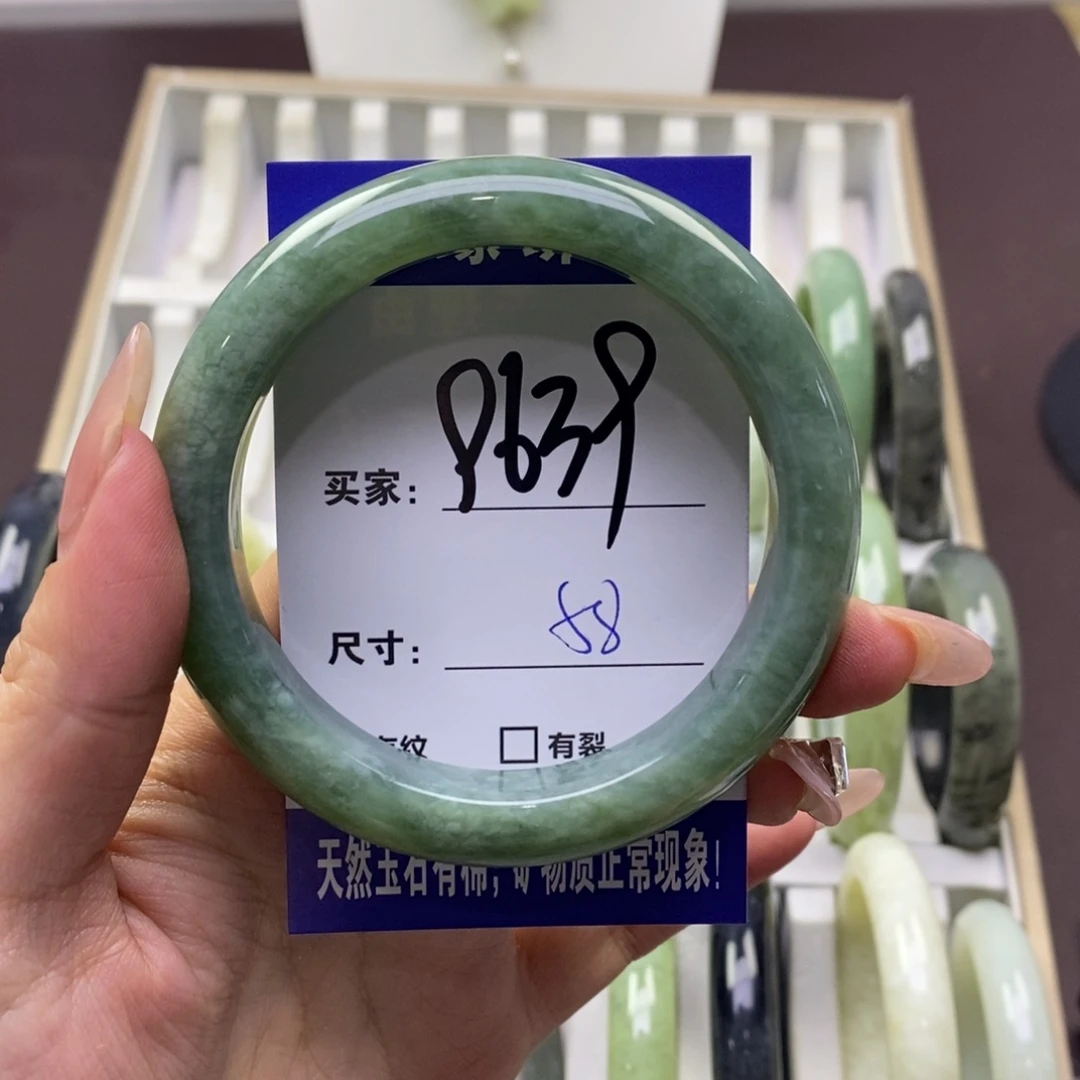 买家: 9639
尺寸: 58
纹 □有裂
天然玉石有棉, 矿物质正常现象!